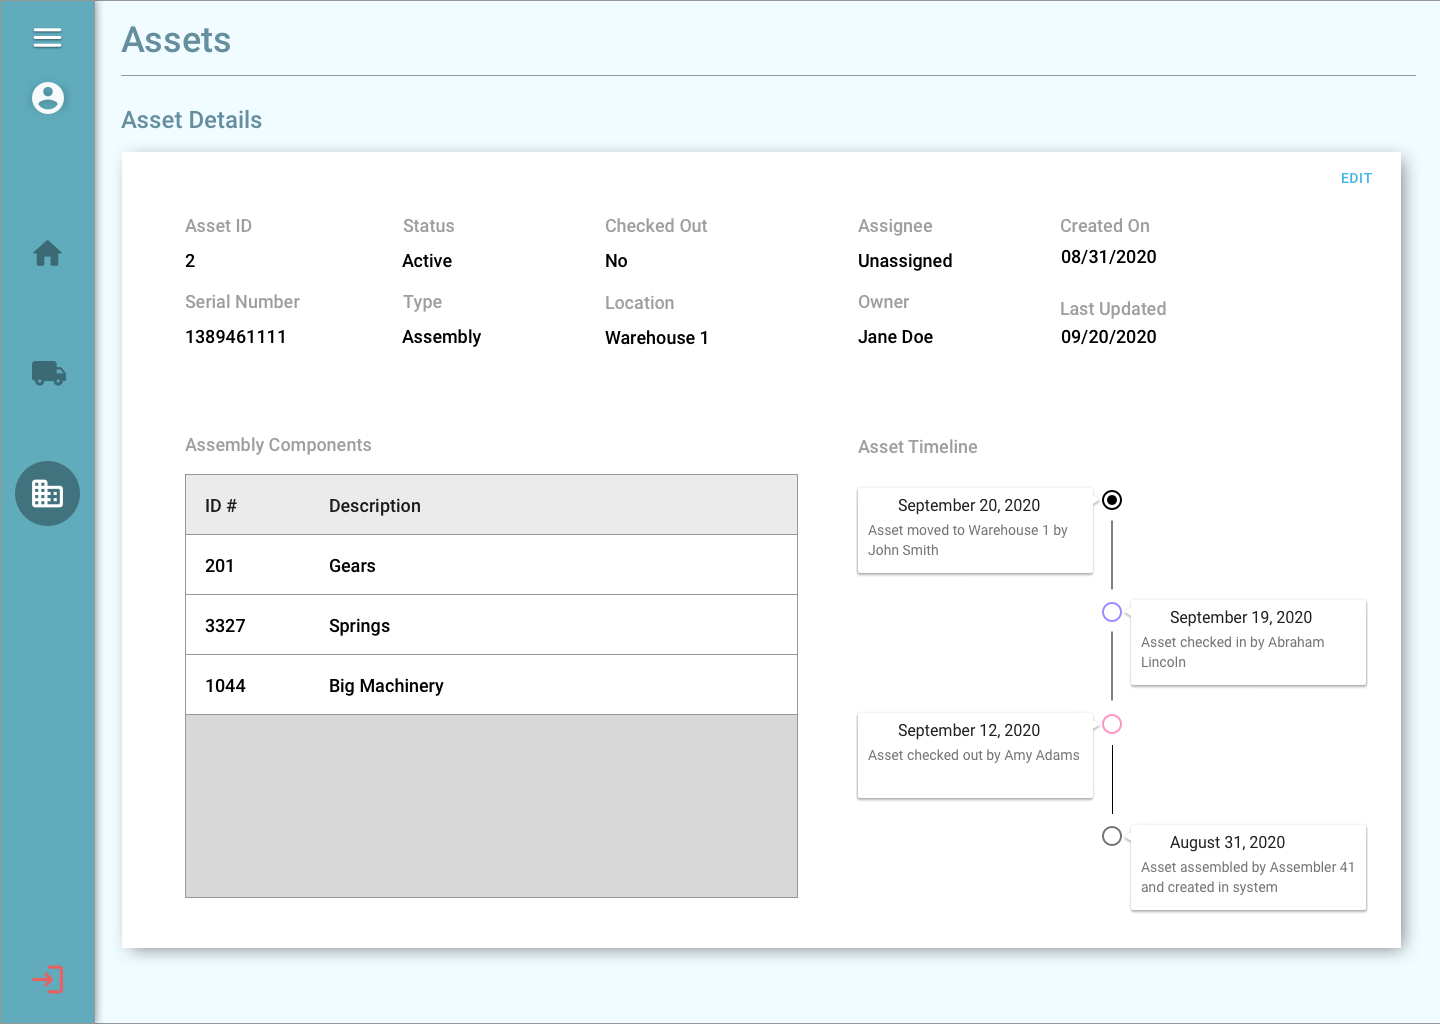 Assets
Asset Details
EDIT
Asset ID
Status
Checked Out
Assignee
Created On
2
Active
No
Unassigned
08/31/2020
Serial Number
Type
Location
Owner
Last Updated
1389461111
Assembly
Warehouse 1
Jane Doe
09/20/2020
Assembly Components
ID #
Description
201
Gears
3327
Springs
1044
Big Machinery
Asset Timeline
September 20, 2020
Asset moved to Warehouse 1 by
John Smith
September 19, 2020
Asset checked in by Abraham
Lincoln
September 12, 2020
Asset checked out by Amy Adams
August 31, 2020
Asset assembled by Assembler 41
and created in system